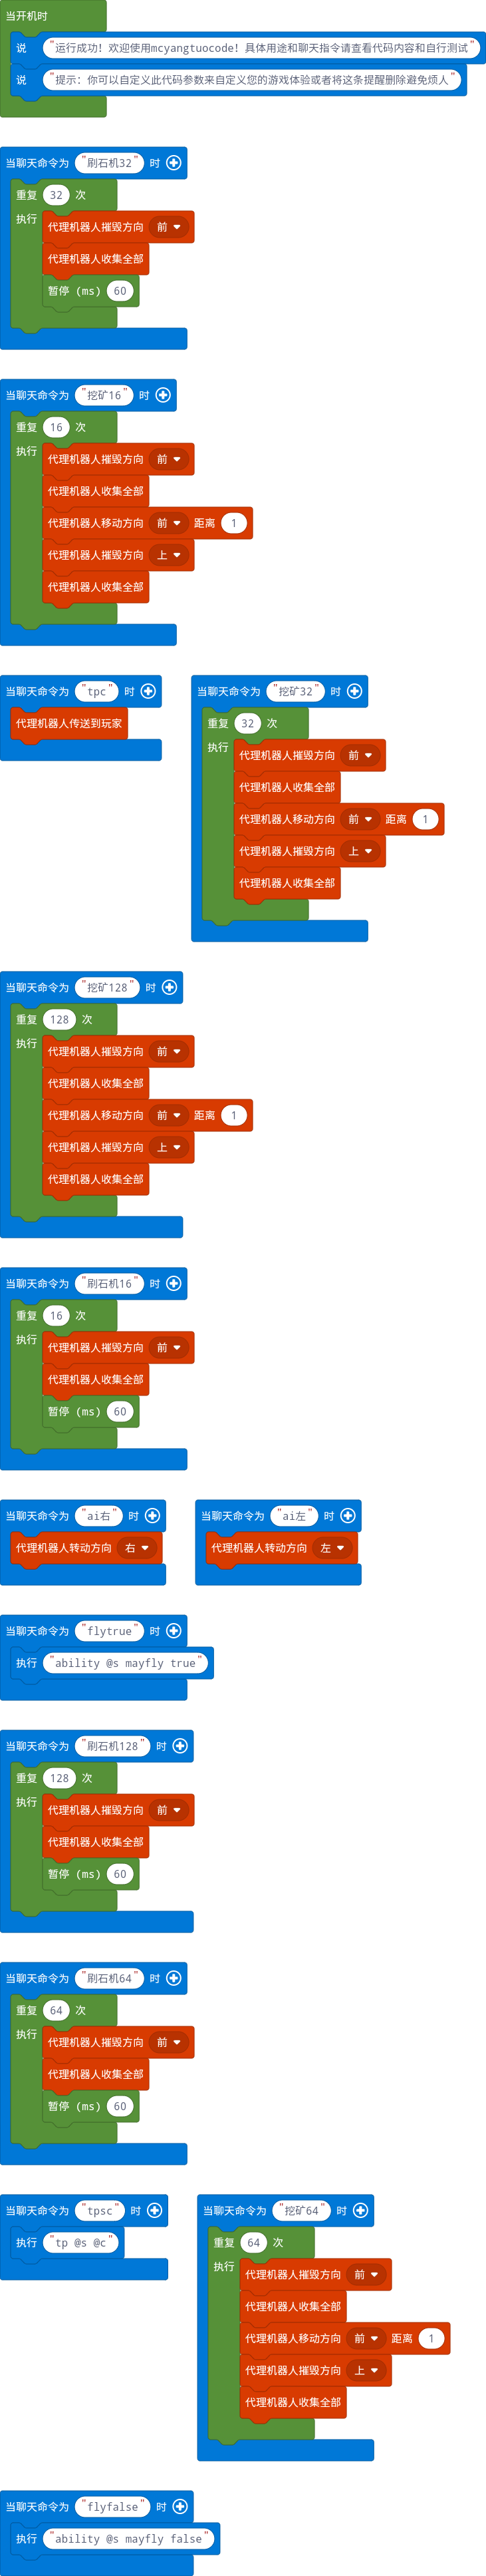 当开机时
说 "运行成功！欢迎使用mcyangtuocode！具体用途和聊天指令请查看代码内容和自行测试"
说 "提示：你可以自定义此代码参数来自定义您的游戏体验或者将这条提醒删除避免烦人"
当聊天命令为 "刷石机32" 时
重复 32 次
执行 代理机器人摧毁方向 前
代理机器人收集全部
暂停 (ms) 60
当聊天命令为 "挖矿16" 时
重复 16 次
执行 代理机器人摧毁方向 前
代理机器人收集全部
代理机器人移动方向 前 距离 1
代理机器人摧毁方向 上
代理机器人收集全部
当聊天命令为 "tpc" 时
代理机器人传送到玩家
当聊天命令为 "挖矿32" 时
重复 32 次
执行 代理机器人摧毁方向 前
代理机器人收集全部
代理机器人移动方向 前 距离 1
代理机器人摧毁方向 上
代理机器人收集全部
当聊天命令为 "挖矿128" 时
重复 128 次
执行 代理机器人摧毁方向 前
代理机器人收集全部
代理机器人移动方向 前 距离 1
代理机器人摧毁方向 上
代理机器人收集全部
当聊天命令为 "刷石机16" 时
重复 16 次
执行 代理机器人摧毁方向 前
代理机器人收集全部
暂停 (ms) 60
当聊天命令为 "ai右" 时
代理机器人转动方向 右
当聊天命令为 "ai左" 时
代理机器人转动方向 左
当聊天命令为 "flytrue" 时
执行 "ability @s mayfly true"
当聊天命令为 "刷石机128" 时
重复 128 次
执行 代理机器人摧毁方向 前
代理机器人收集全部
暂停 (ms) 60
当聊天命令为 "刷石机64" 时
重复 64 次
执行 代理机器人摧毁方向 前
代理机器人收集全部
暂停 (ms) 60
当聊天命令为 "tpsc" 时
执行 "tp @s @c"
当聊天命令为 "挖矿64" 时
重复 64 次
执行 代理机器人摧毁方向 前
代理机器人收集全部
代理机器人移动方向 前 距离 1
代理机器人摧毁方向 上
代理机器人收集全部
当聊天命令为 "flyfalse" 时
执行 "ability @s mayfly false"